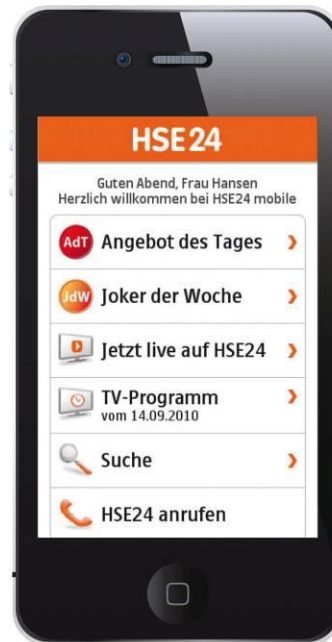 HSE24
Guten Abend, Frau Hansen
Herzlich willkommen bei HSE24 mobile
AdT Angebot des Tages
JdW Joker der Woche
Jetzt live auf HSE24
TV-Programm
vom 14.09.2010
Suche
HSE24 anrufen